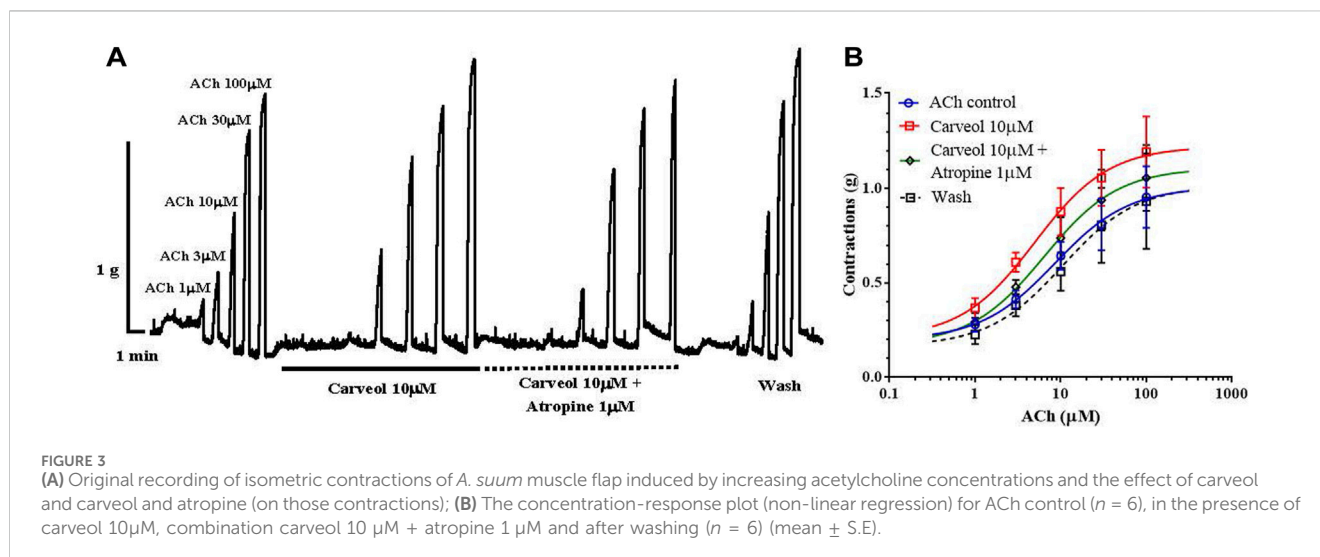 A
ACh 100µM
ACh 30µM
ACh 10µM
ACh 3µM
ACh 1µM
1 g
1 min
Carveol 10µM
Carveol 10µM +
Atropine 1µM
Wash
B
ACh control
Carveol 10µM
Carveol 10µM +
Atropine 1µM
Wash
Contractions (g)
1.5
1.0
0.5
0.0
0.1
1
10
100
1000
ACh (µM)
FIGURE 3
(A) Original recording of isometric contractions of A. suum muscle flap induced by increasing acetylcholine concentrations and the effect of carveol
and carveol and atropine (on those contractions); (B) The concentration-response plot (non-linear regression) for ACh control (n = 6), in the presence of
carveol 10µM, combination carveol 10 µM + atropine 1 µM and after washing (n = 6) (mean ± S.E).